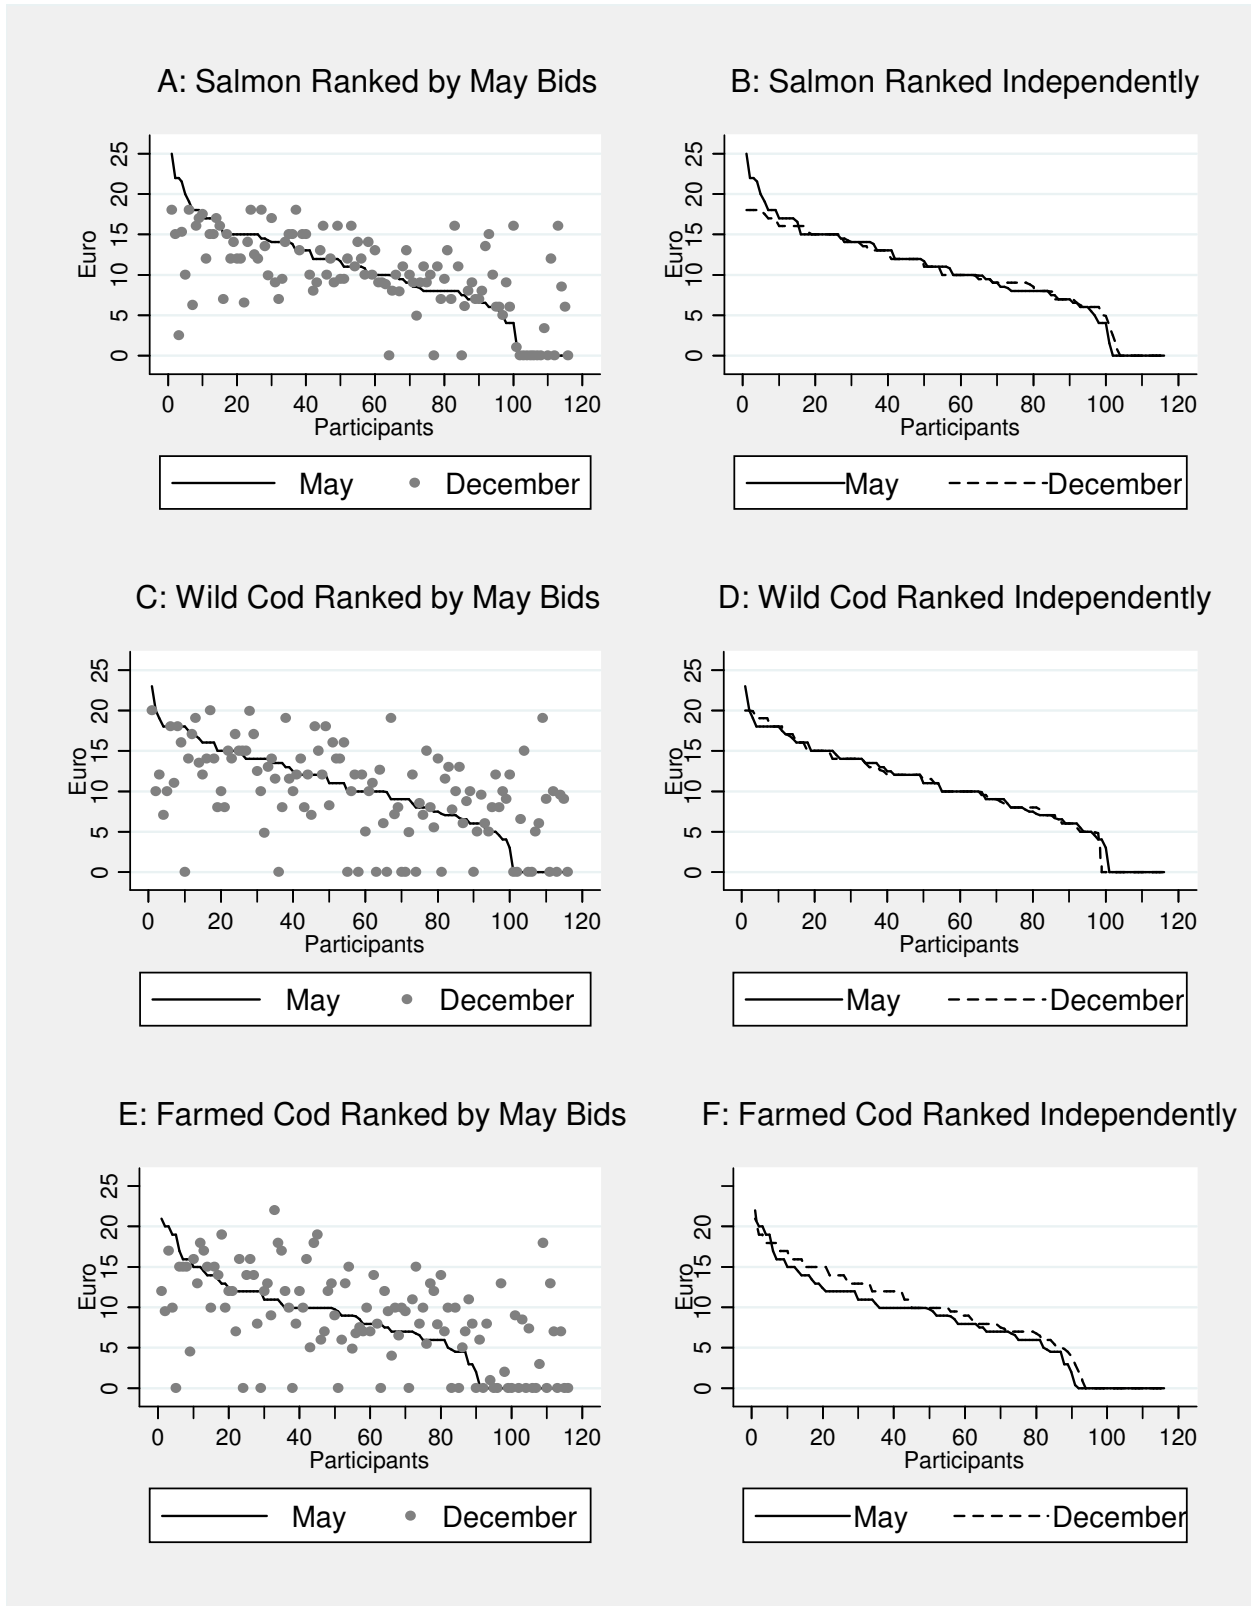 A: Salmon Ranked by May Bids
B: Salmon Ranked Independently
Euro
0 5 10 15 20 25
0 20 40 60 80 100 120
Participants
May December
Euro
0 5 10 15 20 25
0 20 40 60 80 100 120
Participants
May December
C: Wild Cod Ranked by May Bids
D: Wild Cod Ranked Independently
Euro
0 5 10 15 20 25
0 20 40 60 80 100 120
Participants
May December
Euro
0 5 10 15 20 25
0 20 40 60 80 100 120
Participants
May December
E: Farmed Cod Ranked by May Bids
F: Farmed Cod Ranked Independently
Euro
0 5 10 15 20 25
0 20 40 60 80 100 120
Participants
May December
Euro
0 5 10 15 20 25
0 20 40 60 80 100 120
Participants
May December